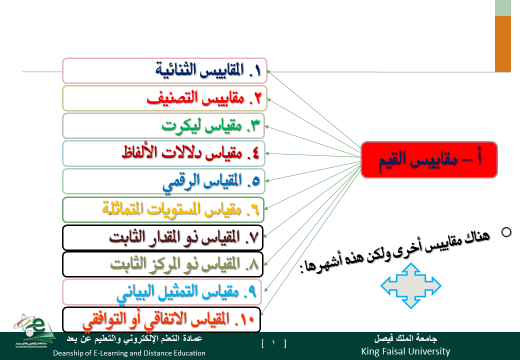 ١. المقاييس الثنائية
٢. مقاييس التصنيف
٣. مقياس ليكرت
٤. مقياس دلالات الألفاظ
٥. المقياس الرقمي
٦. مقياس المستويات المتماثلة
٧. المقياس ذو المقدار الثابت
٨. المقياس ذو المركز الثابت
٩. مقياس التمثيل البياني
١٠. المقياس الاتفاقي أو التوافقي
أ – مقاييس القيم
هناك مقاييس أخرى ولكن هذه أشهرها :
جامعة الملك فيصل
King Faisal University
[ ١ ]
عمادة التعلم الإلكتروني والتعليم عن بعد
Deanship of E-Learning and Distance Education